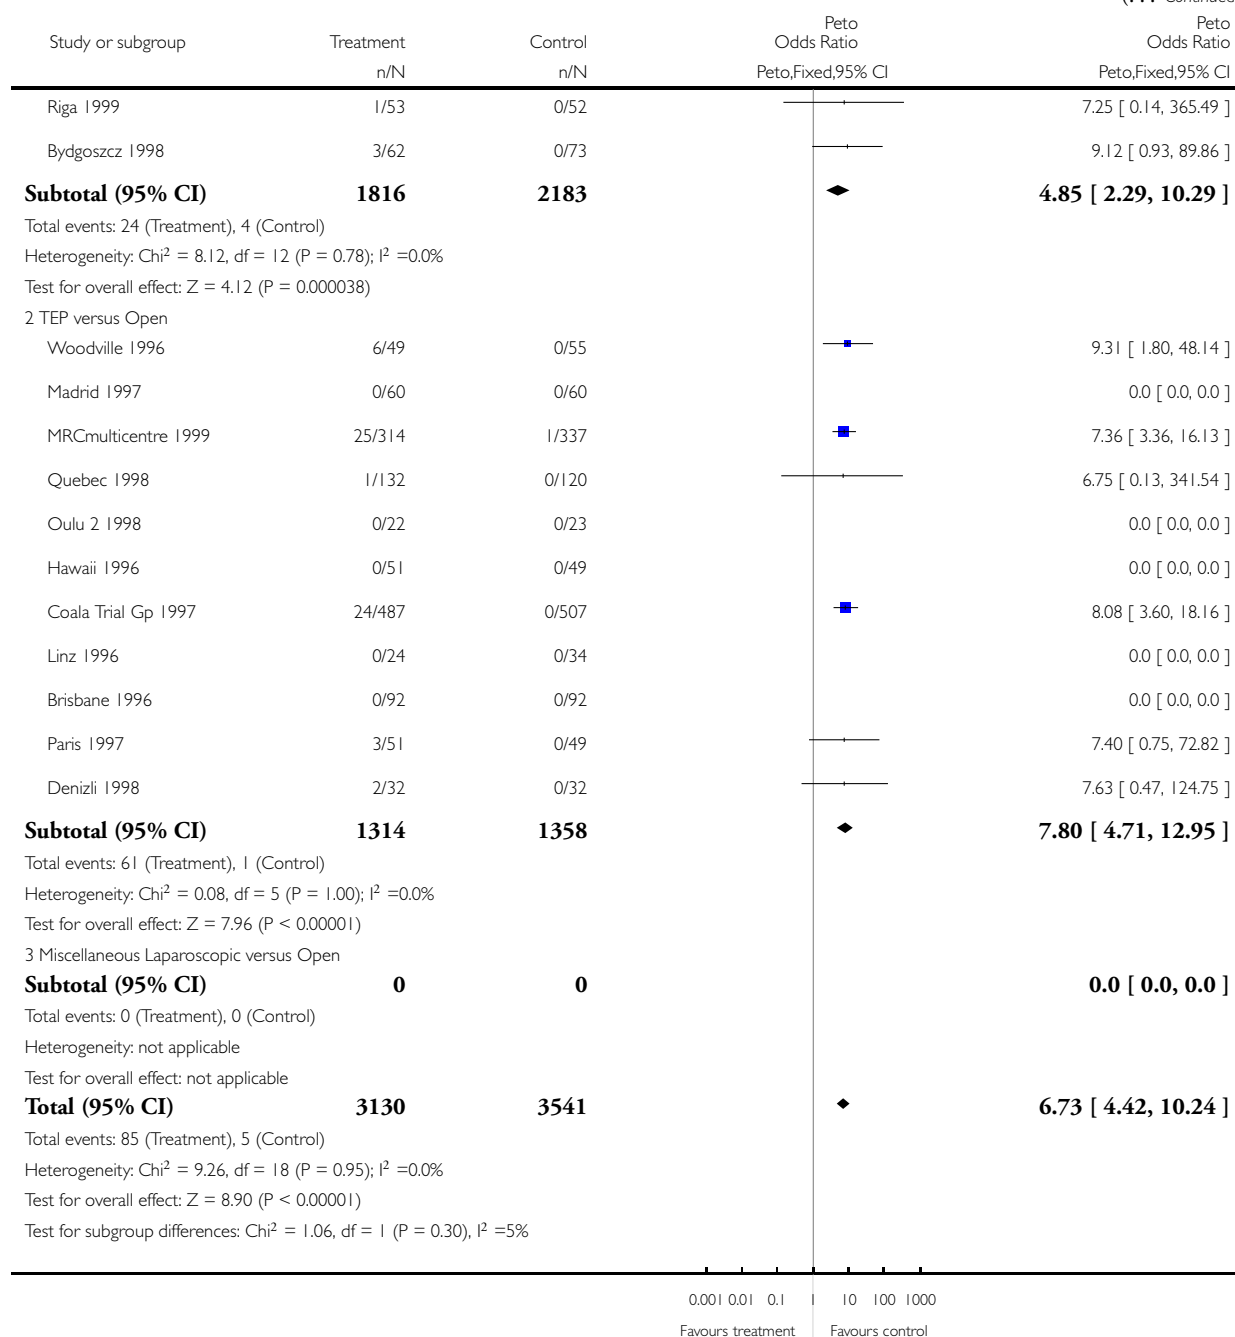 Continued
Peto Peto
Study or subgroup Treatment Control Odds Ratio Odds Ratio
n/N n/N Peto,Fixed,95% CI Peto,Fixed,95% CI
Riga 1999 1/53 0/52 7.25 [ 0.14, 365.49 ]
Bydgoszcz 1998 3/62 0/73 9.12 [ 0.93, 89.86 ]
Subtotal (95% CI) 1816 2183 4.85 [ 2.29, 10.29 ]
Total events: 24 (Treatment), 4 (Control)
Heterogeneity: Chi² = 8.12, df = 12 (P = 0.78); I² =0.0%
Test for overall effect: Z = 4.12 (P = 0.000038)
2 TEP versus Open
Woodville 1996 6/49 0/55 9.31 [ 1.80, 48.14 ]
Madrid 1997 0/60 0/60 0.0 [ 0.0, 0.0 ]
MRCmulticentre 1999 25/314 1/337 7.36 [ 3.36, 16.13 ]
Quebec 1998 1/132 0/120 6.75 [ 0.13, 341.54 ]
Oulu 2 1998 0/22 0/23 0.0 [ 0.0, 0.0 ]
Hawaii 1996 0/51 0/49 0.0 [ 0.0, 0.0 ]
Coala Trial Gp 1997 24/487 0/507 8.08 [ 3.60, 18.16 ]
Linz 1996 0/24 0/34 0.0 [ 0.0, 0.0 ]
Brisbane 1996 0/92 0/92 0.0 [ 0.0, 0.0 ]
Paris 1997 3/51 0/49 7.40 [ 0.75, 72.82 ]
Denizli 1998 2/32 0/32 7.63 [ 0.47, 124.75 ]
Subtotal (95% CI) 1314 1358 7.80 [ 4.71, 12.95 ]
Total events: 61 (Treatment), 1 (Control)
Heterogeneity: Chi² = 0.08, df = 5 (P = 1.00); I² =0.0%
Test for overall effect: Z = 7.96 (P < 0.00001)
3 Miscellaneous Laparoscopic versus Open
Subtotal (95% CI) 0 0 0.0 [ 0.0, 0.0 ]
Total events: 0 (Treatment), 0 (Control)
Heterogeneity: not applicable
Test for overall effect: not applicable
Total (95% CI) 3130 3541 6.73 [ 4.42, 10.24 ]
Total events: 85 (Treatment), 5 (Control)
Heterogeneity: Chi² = 9.26, df = 18 (P = 0.95); I² =0.0%
Test for overall effect: Z = 8.90 (P < 0.00001)
Test for subgroup differences: Chi² = 1.06, df = 1 (P = 0.30), I² =5%
0.001 0.01 0.1 1 10 100 1000
Favours treatment Favours control